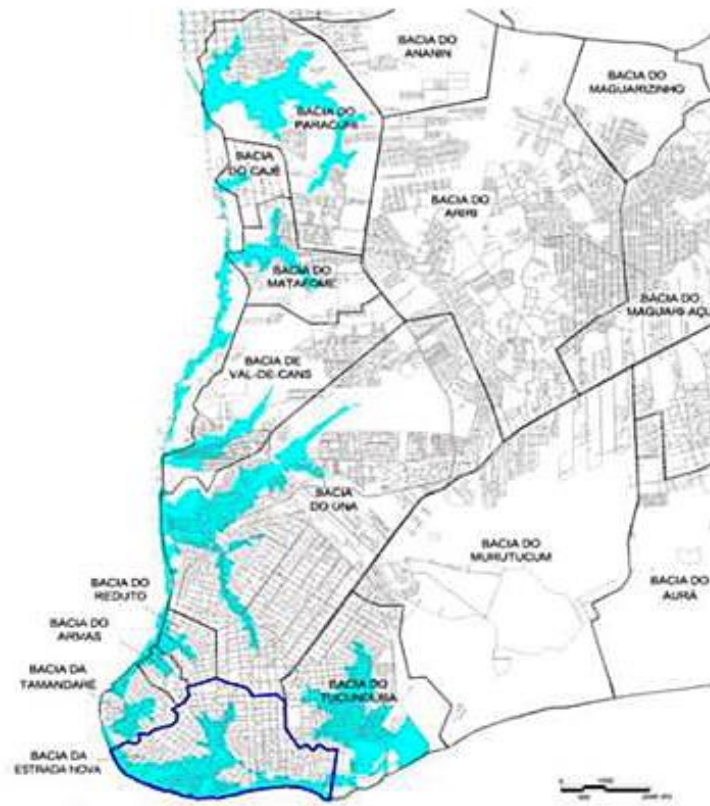 BACIA DO
ANANIN
BACIA DO
MAGUARIZINHO
BACIA DO
PARACURI
BACIA
DO CAJÉ
BACIA DO
ARIRI
BACIA DO
MATAFOME
BACIA DO
MAGUARI-AÇU
BACIA DE
VAL-DE-CANS
BACIA
DO UNA
BACIA DO
MURUTUCUM
BACIA DO
AURÁ
BACIA DO
REDUTO
BACIA DO
ARMAS
BACIA DA
TAMANDARÉ
BACIA DO
TUCUNDUBA
BACIA DA
ESTRADA NOVA